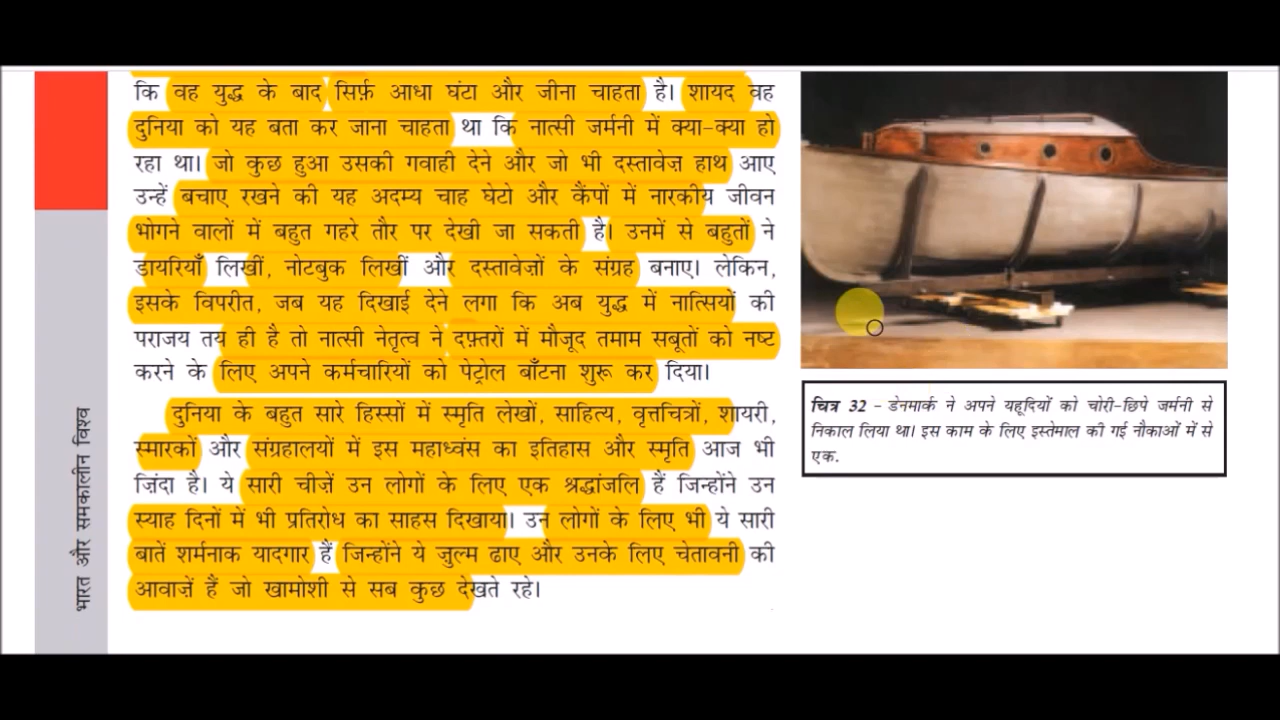 कि वह युद्ध के बाद सिर्फ़ आधा घंटा और जीना चाहता है। शायद वह
दुनिया को यह बता कर जाना चाहता था कि नात्सी जर्मनी में क्या-क्या हो
रहा था। जो कुछ हुआ उसकी गवाही देने और जो भी दस्तावेज़ हाथ आए
उन्हें बचाए रखने की यह अदम्य चाह घेटो और कैंपों में नारकीय जीवन
भोगने वालों में बहुत गहरे तौर पर देखी जा सकती है। उनमें से बहुतों ने
डायरियाँ लिखीं, नोटबुक लिखीं और दस्तावेज़ों के संग्रह बनाए। लेकिन,
इसके विपरीत, जब यह दिखाई देने लगा कि अब युद्ध में नात्सियों की
पराजय तय ही है तो नात्सी नेतृत्व ने दफ़्तरों में मौजूद तमाम सबूतों को नष्ट
करने के लिए अपने कर्मचारियों को पेट्रोल बाँटना शुरू कर दिया।
दुनिया के बहुत सारे हिस्सों में स्मृति लेखों, साहित्य, वृत्तचित्रों, शायरी,
स्मारकों और संग्रहालयों में इस महाध्वंस का इतिहास और स्मृति आज भी
ज़िंदा है। ये सारी चीज़ें उन लोगों के लिए एक श्रद्धांजलि हैं जिन्होंने उन
स्याह दिनों में भी प्रतिरोध का साहस दिखाया। उन लोगों के लिए भी ये सारी
बातें शर्मनाक यादगार हैं जिन्होंने ये ज़ुल्म ढाए और उनके लिए चेतावनी की
आवाज़ें हैं जो खामोशी से सब कुछ देखते रहे।
चित्र 32 – डेनमार्क ने अपने यहूदियों को चोरी-छिपे जर्मनी से
निकाल लिया था। इस काम के लिए इस्तेमाल की गई नौकाओं में से
एक.
भारत और समकालीन विश्व